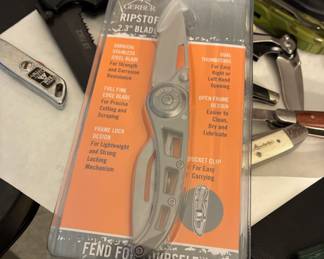 GERBER
RIPSTOP
2.3" BLADE
STAINLESS
STEEL BLADE
For Strength
and Corrosion
Resistance
FULL FINE
EDGE BLADE
For Precise
Cutting and
Scraping
FRAME LOCK
DESIGN
For Lightweight
and Strong
Locking
Mechanism
DUAL
THUMBSTUDS
For Easy
Right or
Left Hand
Opening
OPEN FRAME
DESIGN
Easier to
Clean,
Dry and
Lubricate
POCKET CLIP
For Easy
Carrying
FEND FOR YOURSELF